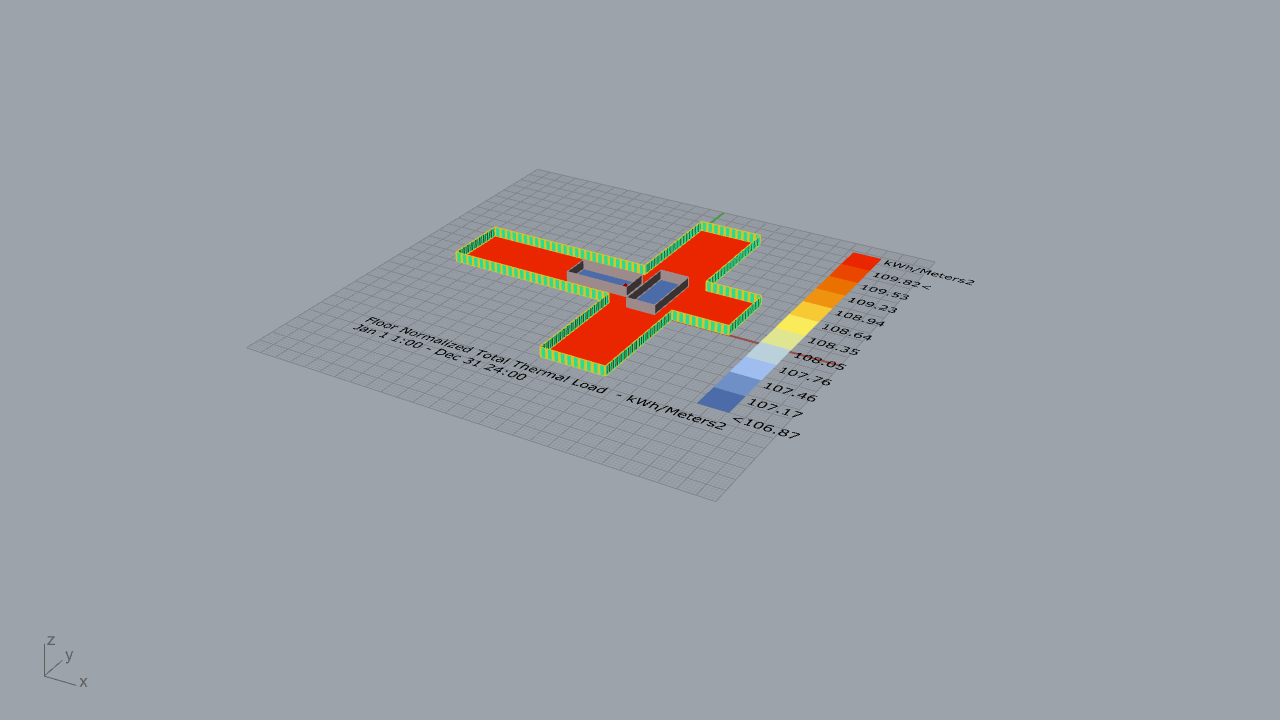 kWh/Meters2
109.82<
109.53
109.23
108.94
108.64
108.35
108.05
107.76
107.46
107.17
<106.87
Floor Normalized Total Thermal Load - kWh/Meters2
Jan 1 1:00 - Dec 31 24:00
z
y
x